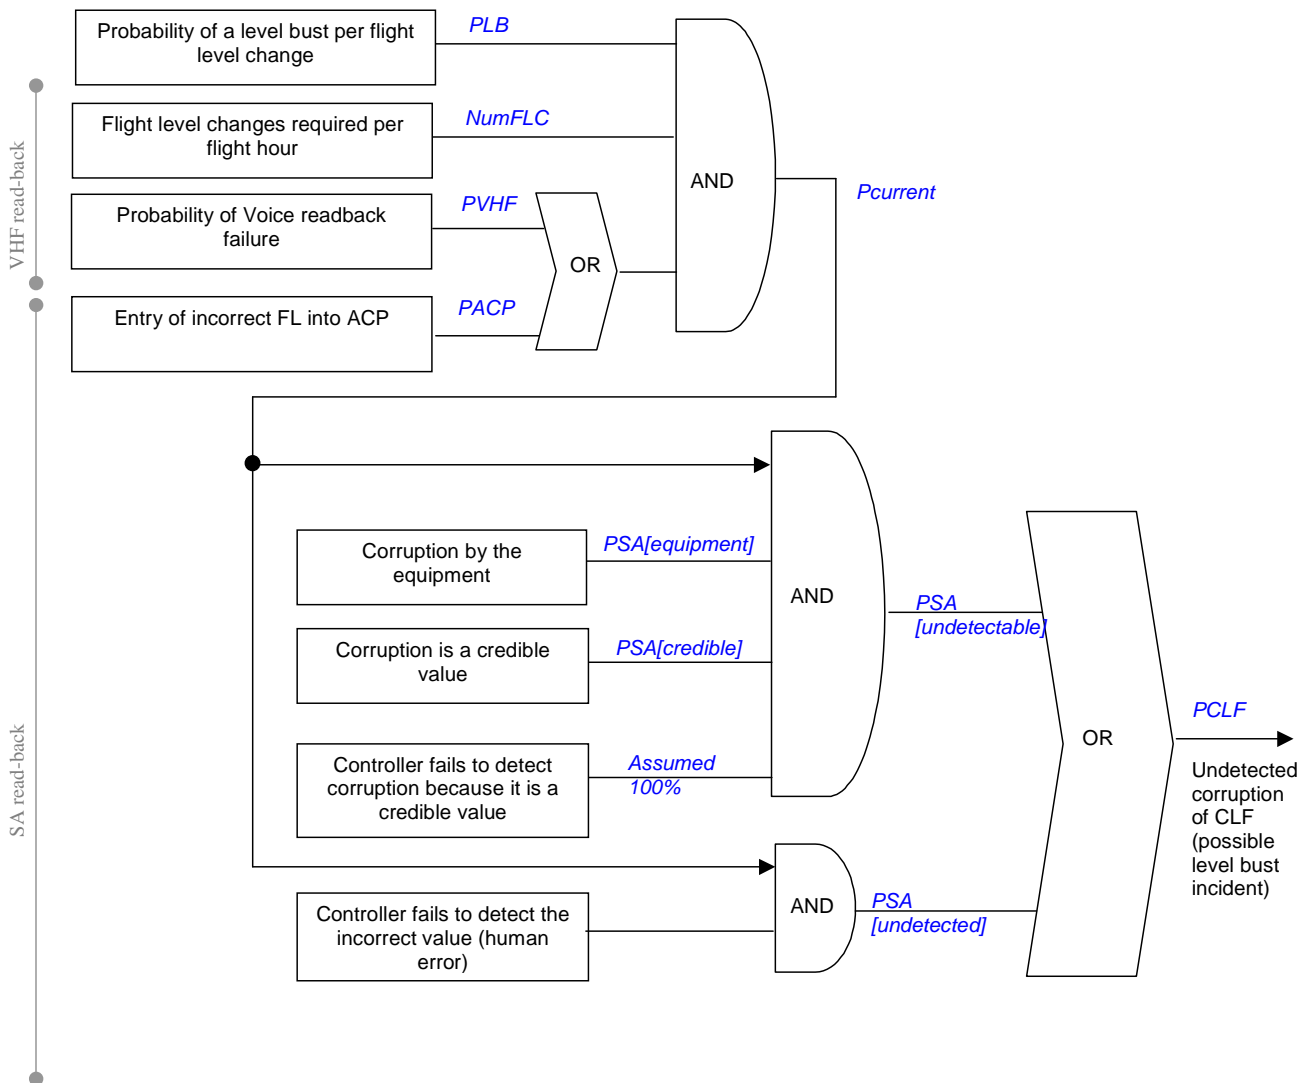 Probability of a level bust per flight
level change
PLB
Flight level changes required per
flight hour
NumFLC
Probability of Voice readback
failure
PVHF
Entry of incorrect FL into ACP
PACP
OR
AND
Pcurrent
VHF read-back
SA read-back
Corruption by the
equipment
PSA[equipment]
Corruption is a credible
value
PSA[credible]
Controller fails to detect
corruption because it is a
credible value
Assumed
100%
AND
PSA
[undetectable]
Controller fails to detect the
incorrect value (human
error)
AND
PSA
[undetected]
OR
PCLF
Undetected
corruption
of CLF
(possible
level bust
incident)